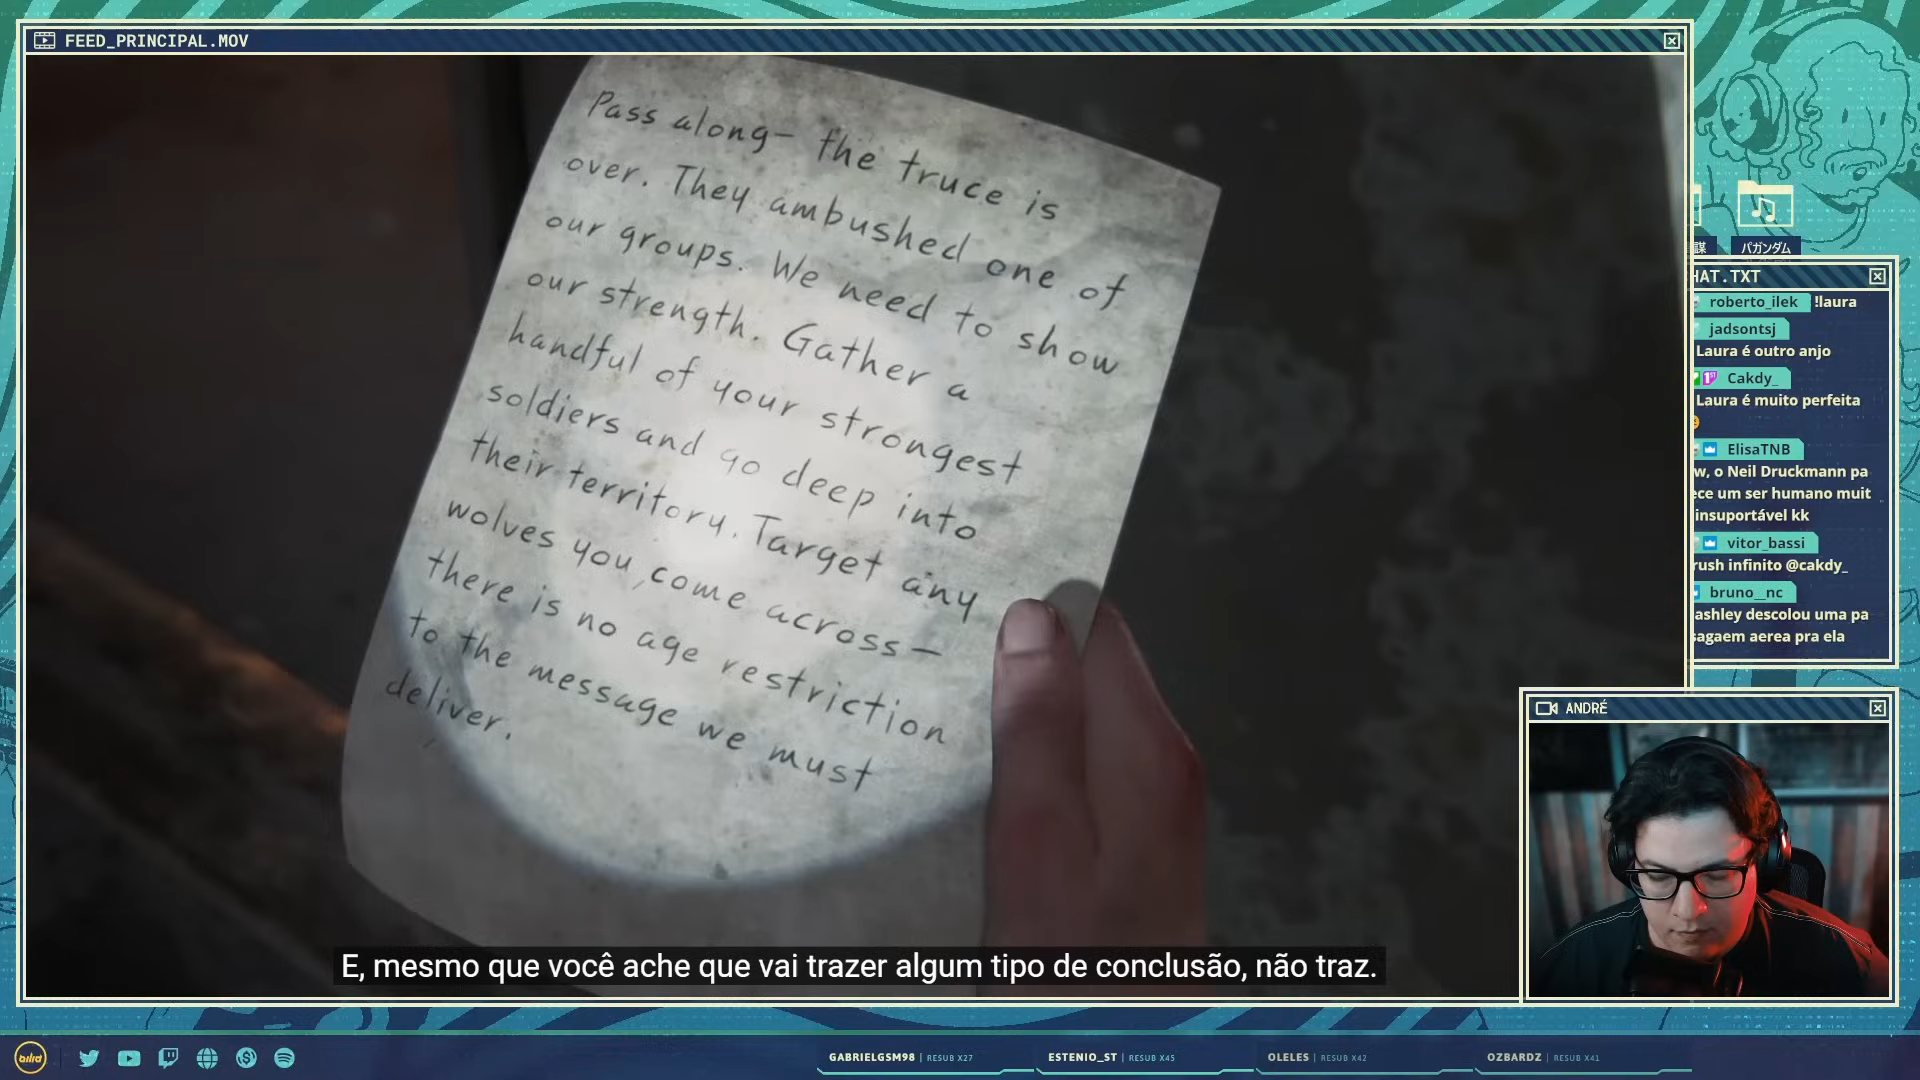 FEED_PRINCIPAL.MOV
Pass along- the truce is
over. They ambushed one of
our groups. We need to show
our strength. Gather a
handful of your strongest
soldiers and go deep into
their territory. Target any
wolves you come across-
there is no age restriction
to the message we must
deliver.
E, mesmo que você ache que vai trazer algum tipo de conclusão, não traz.
パガンダム
HAT.TXT
roberto_ilek !laura
jadsontsj
Laura é outro anjo
Cakdy_
Laura é muito perfeita
ElisaTNB
w, o Neil Druckmann pa
ece um ser humano muit
insuportável kk
vitor_bassi
rush infinito @cakdy_
bruno__nc
ashley descolou uma pa
sagaem aerea pra ela
ANDRÉ
GABRIELGSM98 | RESUB X27
ESTENIO_ST | RESUB X45
OLELES | RESUB X42
OZBARDZ | RESUB X41